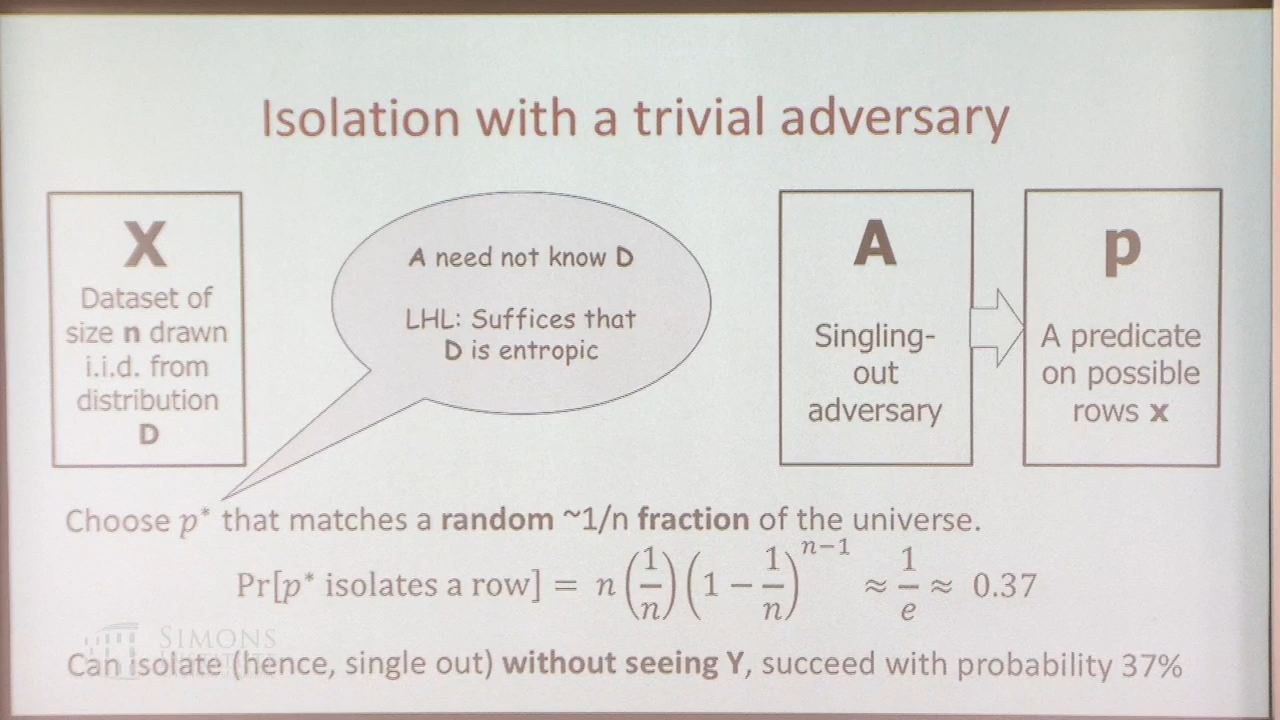 Isolation with a trivial adversary
X
Dataset of
size n drawn
i.i.d. from
distribution
D
A need not know D
LHL: Suffices that
D is entropic
A
Singling-
out
adversary
p
A predicate
on possible
rows x
Choose p* that matches a random ~1/n fraction of the universe.
Pr[p* isolates a row] = n(1/n)(1 − 1/n)^{n−1} ≈ 1/e ≈ 0.37
SIMONS
INSTITUTE
Can isolate (hence, single out) without seeing Y, succeed with probability 37%